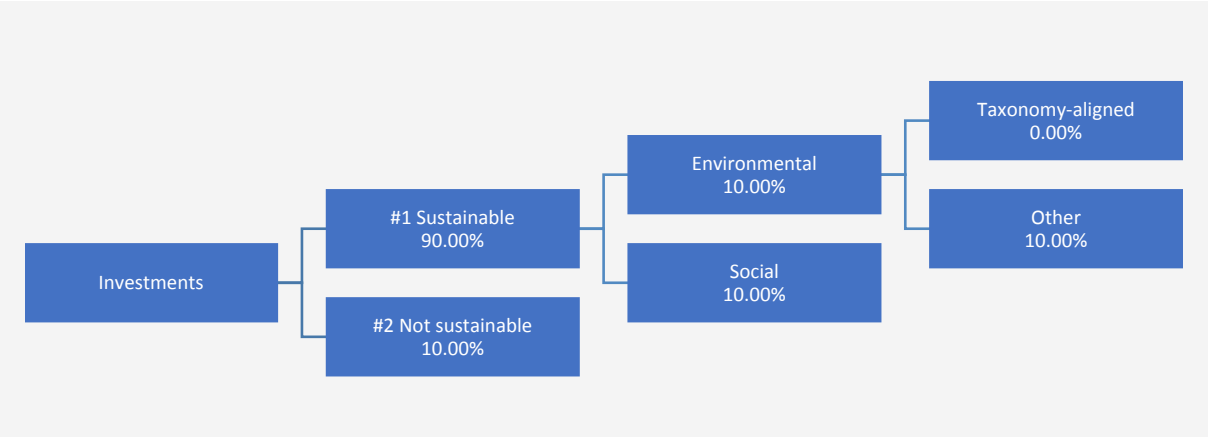 Investments
#1 Sustainable
90.00%
#2 Not sustainable
10.00%
Environmental
10.00%
Social
10.00%
Taxonomy-aligned
0.00%
Other
10.00%